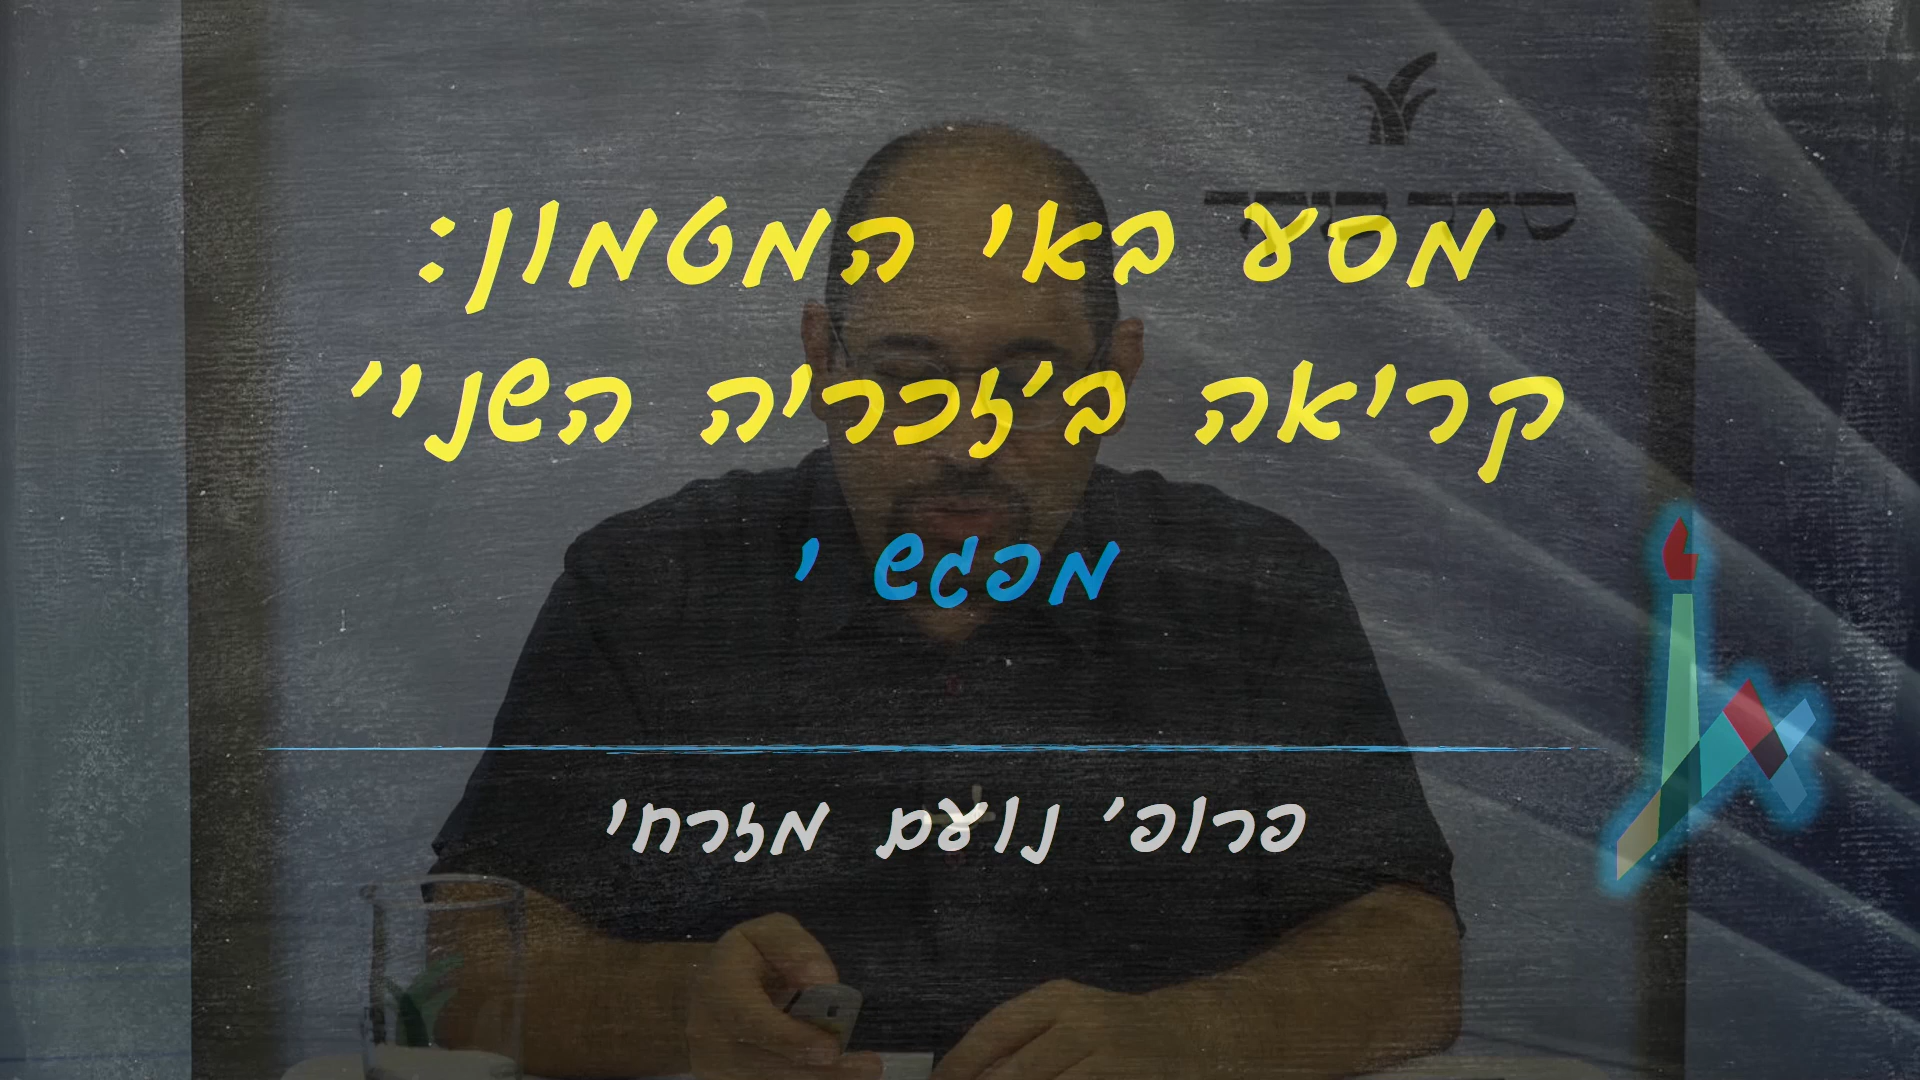 מסע באי המטמון:
קריאה ב'זכריה השני'
מפגש י
פרופ' נועם מזרחי